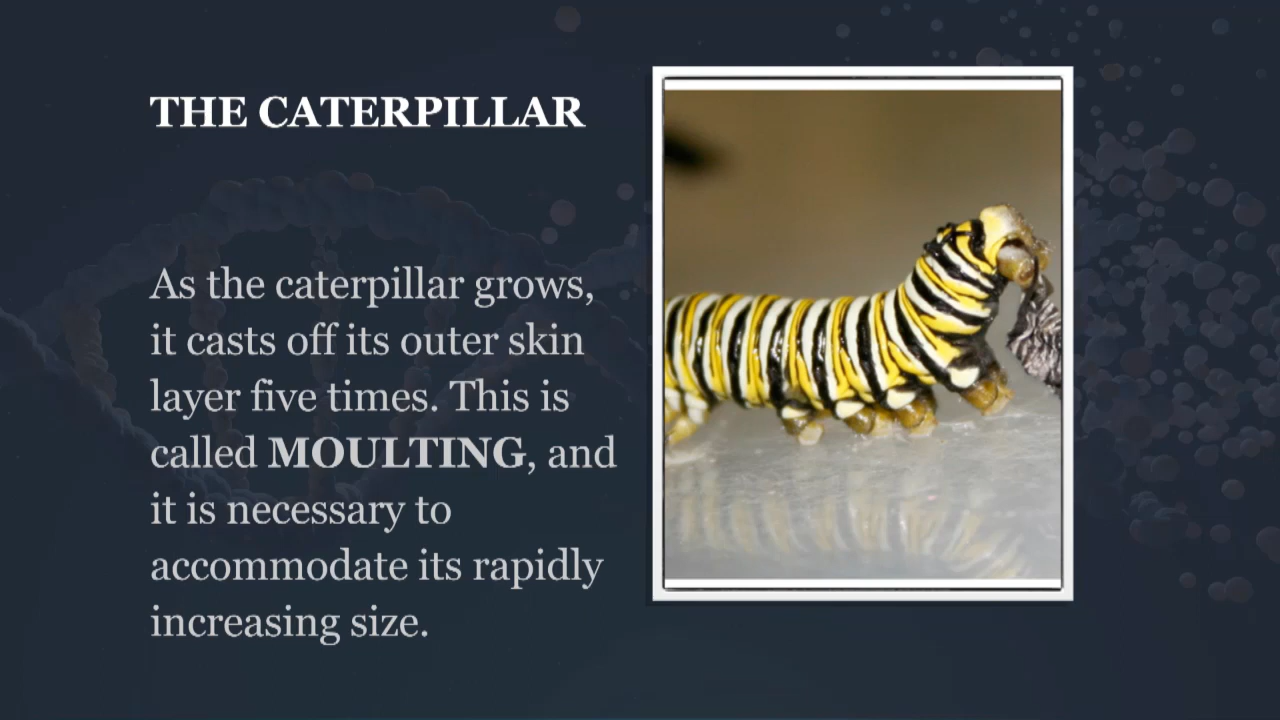 THE CATERPILLAR
As the caterpillar grows,
it casts off its outer skin
layer five times. This is
called MOULTING, and
it is necessary to
accommodate its rapidly
increasing size.